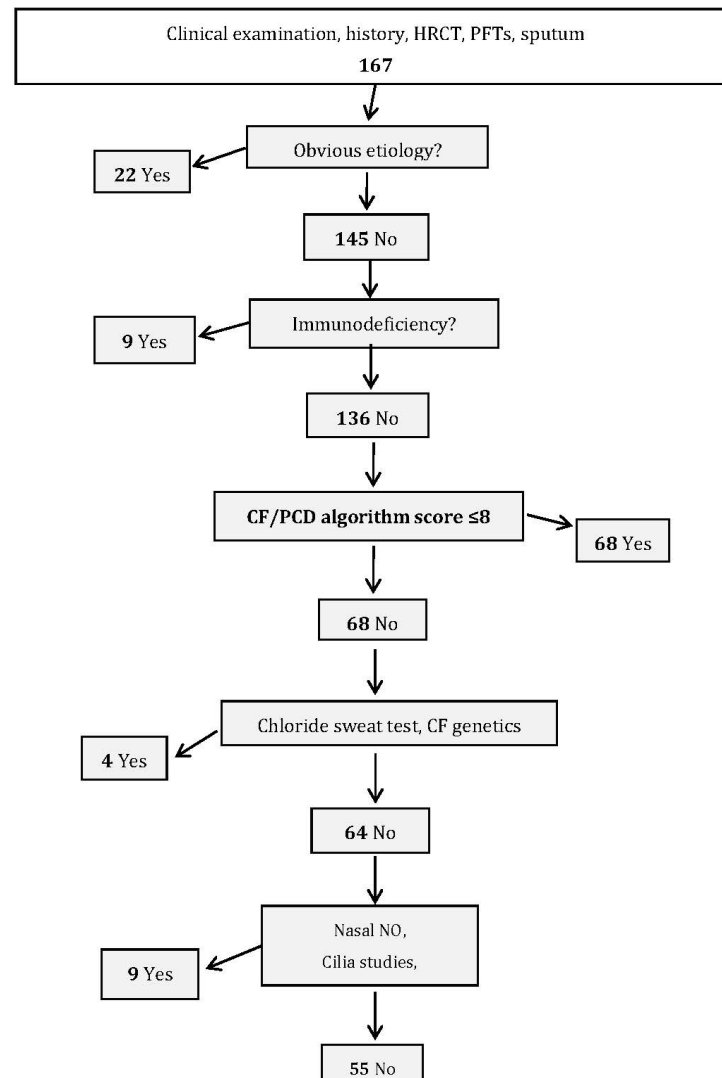 Clinical examination, history, HRCT, PFTs, sputum
167
Obvious etiology?
22 Yes
145 No
Immunodeficiency?
9 Yes
136 No
CF/PCD algorithm score ≤8
68 Yes
68 No
Chloride sweat test, CF genetics
4 Yes
64 No
Nasal NO,
Cilia studies,
9 Yes
55 No